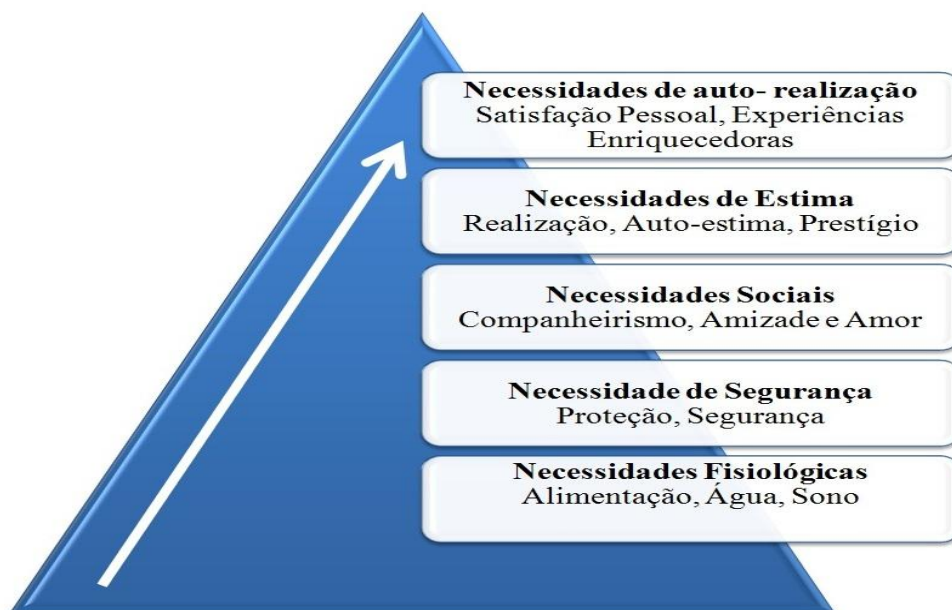 Necessidades de auto- realização
Satisfação Pessoal, Experiências
Enriquecedoras
Necessidades de Estima
Realização, Auto-estima, Prestígio
Necessidades Sociais
Companheirismo, Amizade e Amor
Necessidade de Segurança
Proteção, Segurança
Necessidades Fisiológicas
Alimentação, Água, Sono